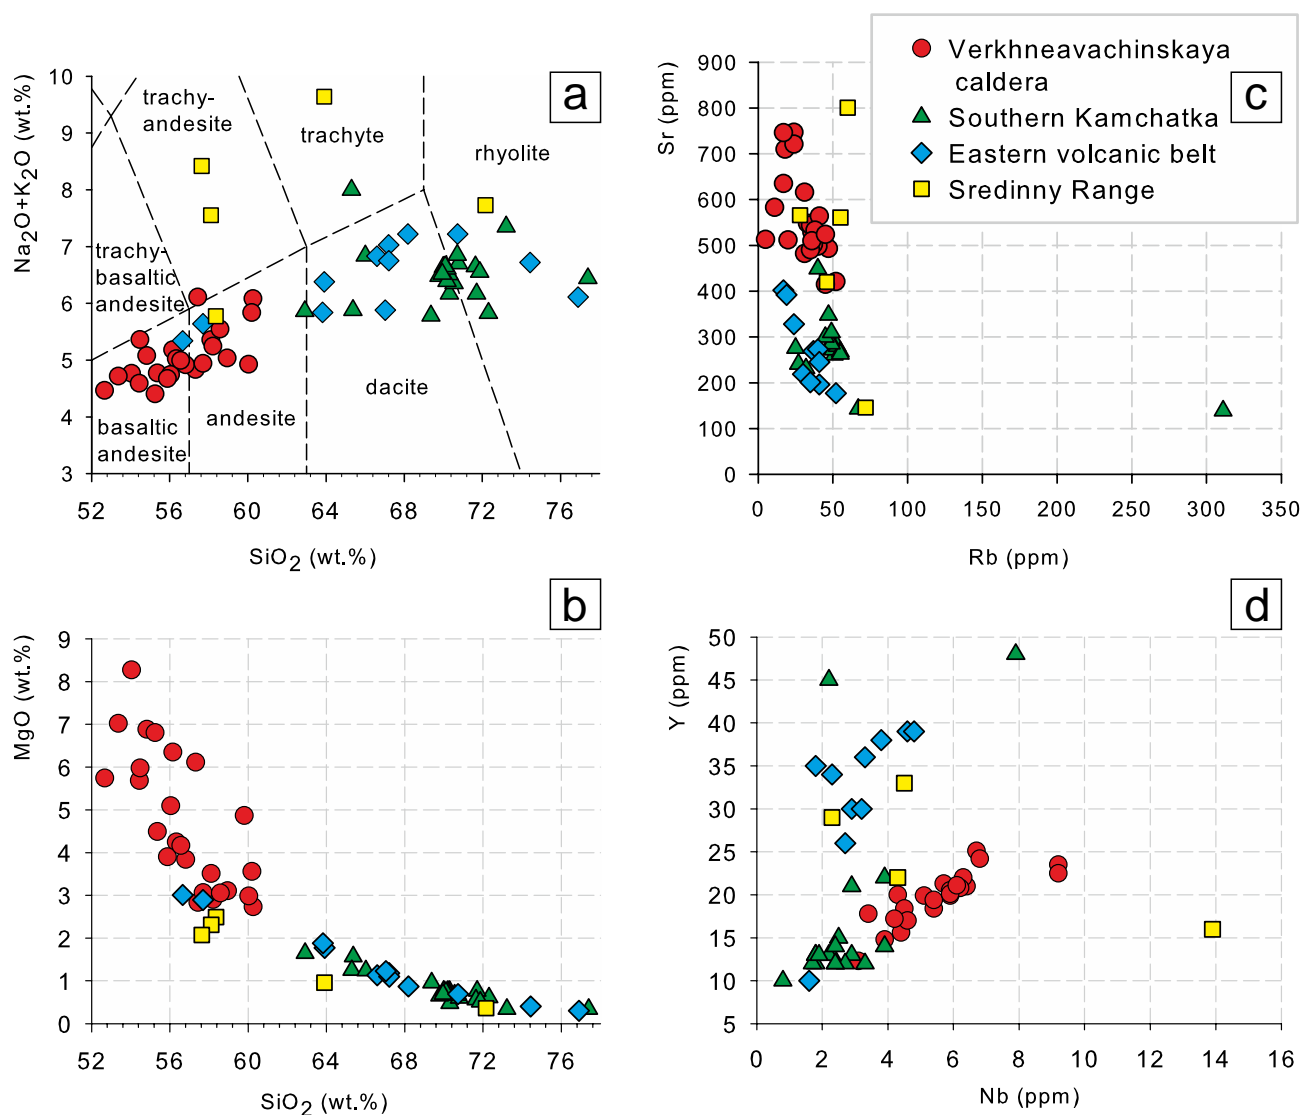 a
Na2O+K2O (wt.%)
10
9
8
7
6
5
4
3
trachy-
andesite
trachyte
rhyolite
trachy-
basaltic
andesite
basaltic
andesite
andesite
dacite
52 56 60 64 68 72
SiO2 (wt.%)
Verkhneavachinskaya
caldera
Southern Kamchatka
Eastern volcanic belt
Sredinny Range
c
Sr (ppm)
900
800
700
600
500
400
300
200
100
0
0 50 100 150 200 250 300 350
Rb (ppm)
b
MgO (wt.%)
9
8
7
6
5
4
3
2
1
0
52 56 60 64 68 72 76
SiO2 (wt.%)
d
Y (ppm)
50
45
40
35
30
25
20
15
10
5
0 2 4 6 8 10 12 14 16
Nb (ppm)